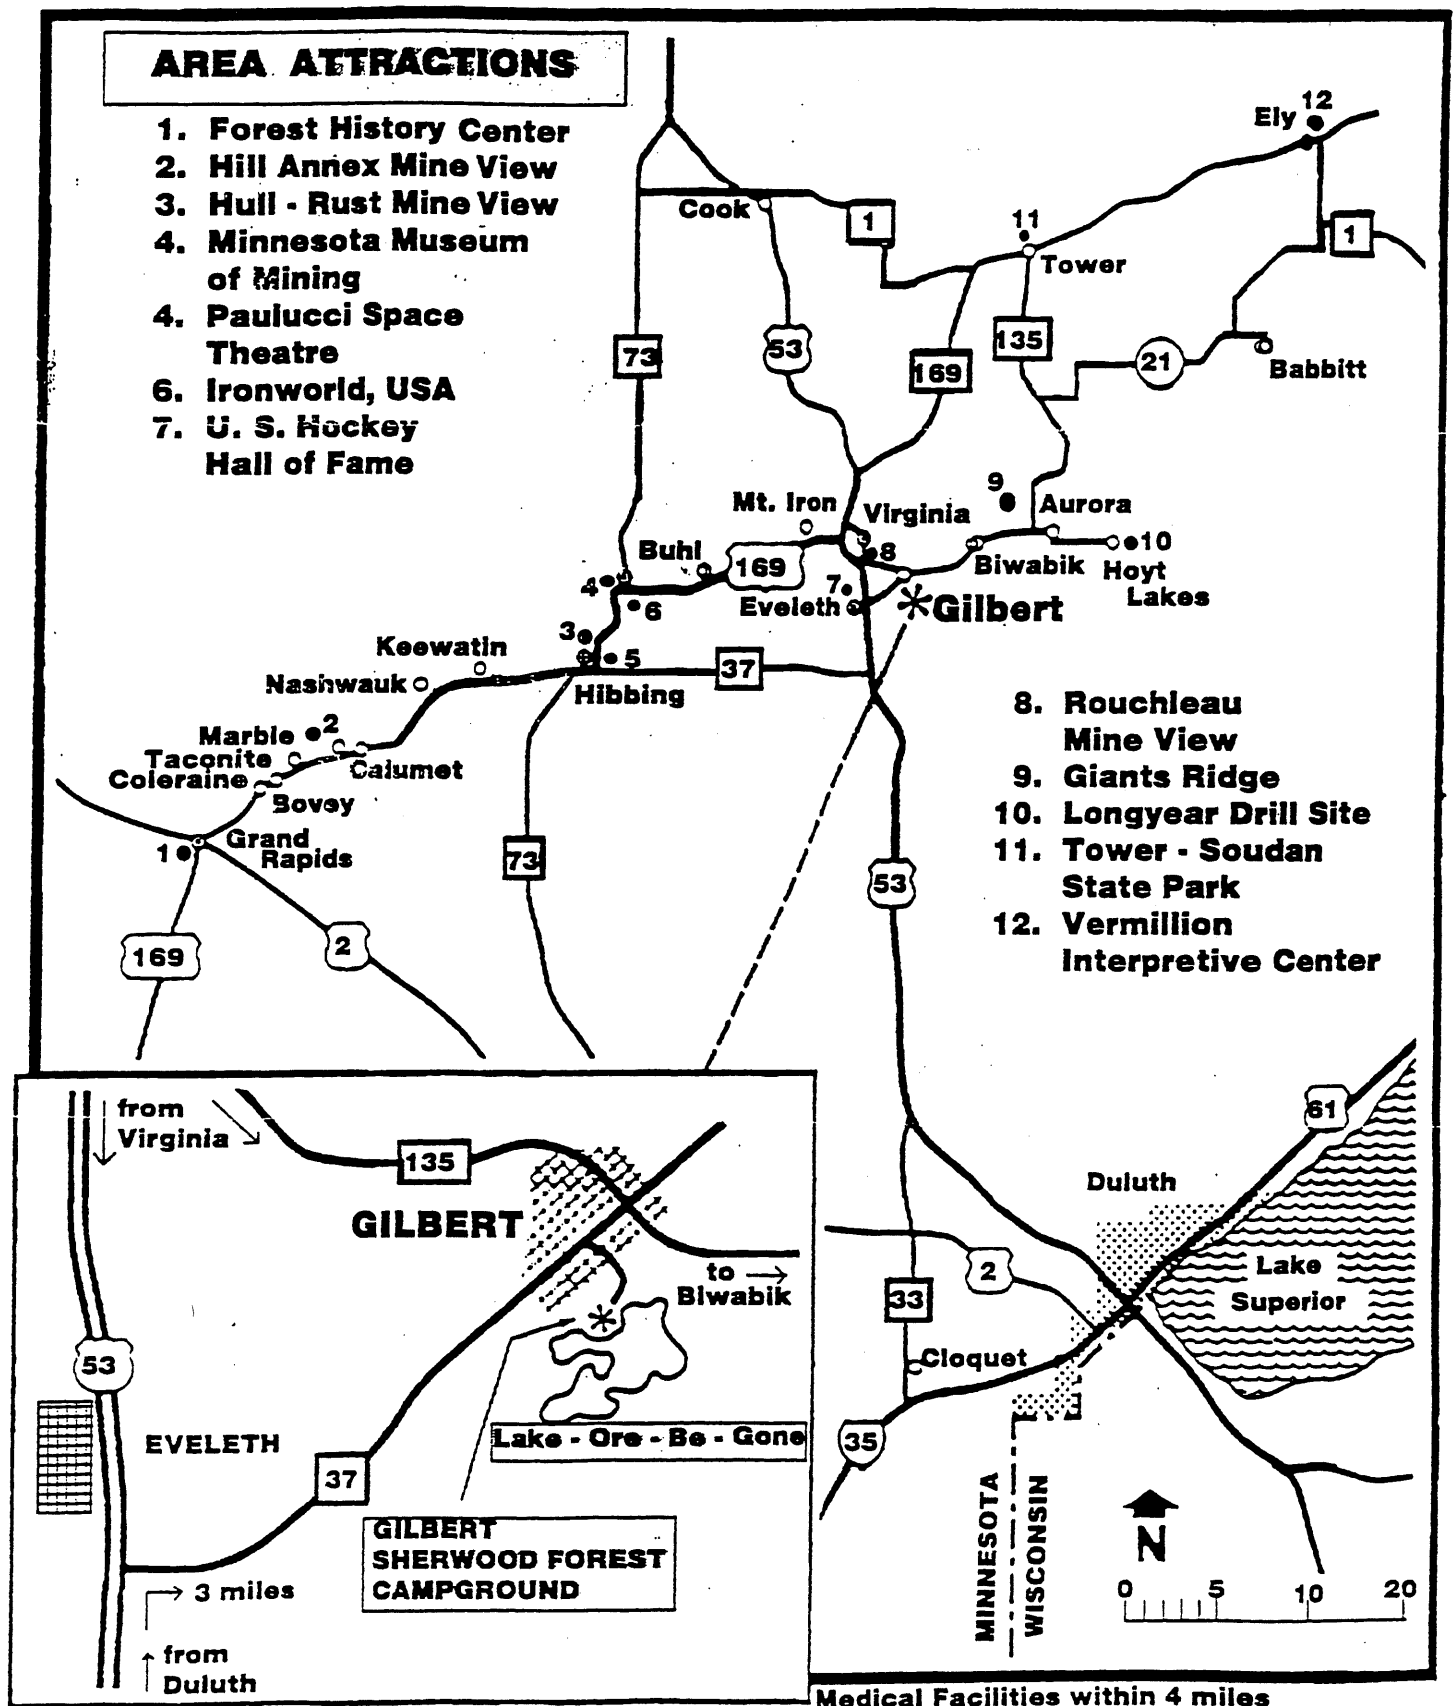 AREA ATTRACTIONS
1. Forest History Center
2. Hill Annex Mine View
3. Hull - Rust Mine View
4. Minnesota Museum
of Mining
4. Paulucci Space
Theatre
6. Ironworld, USA
7. U. S. Hockey
Hall of Fame
Ely 12
Cook
1
11
Tower
1
73
53
169
135
21
Babbitt
Mt. Iron
Virginia
9
Aurora
Buhl
169
8
Biwabik
10
Hoyt
Lakes
4
6
7
Eveleth
Gilbert
3
5
Keewatin
Nashwauk
Hibbing
37
Marble
2
Taconite
Calumet
Coleraine
Bovey
1
Grand
Rapids
169
2
73
53
8. Rouchleau
Mine View
9. Giants Ridge
10. Longyear Drill Site
11. Tower - Soudan
State Park
12. Vermillion
Interpretive Center
from
Virginia
135
GILBERT
to
Biwabik
53
EVELETH
Lake - Ore - Be - Gone
37
GILBERT
SHERWOOD FOREST
CAMPGROUND
3 miles
from
Duluth
61
Duluth
Lake
Superior
2
33
Cloquet
35
MINNESOTA
WISCONSIN
N
0 5 10 20
Medical Facilities within 4 miles